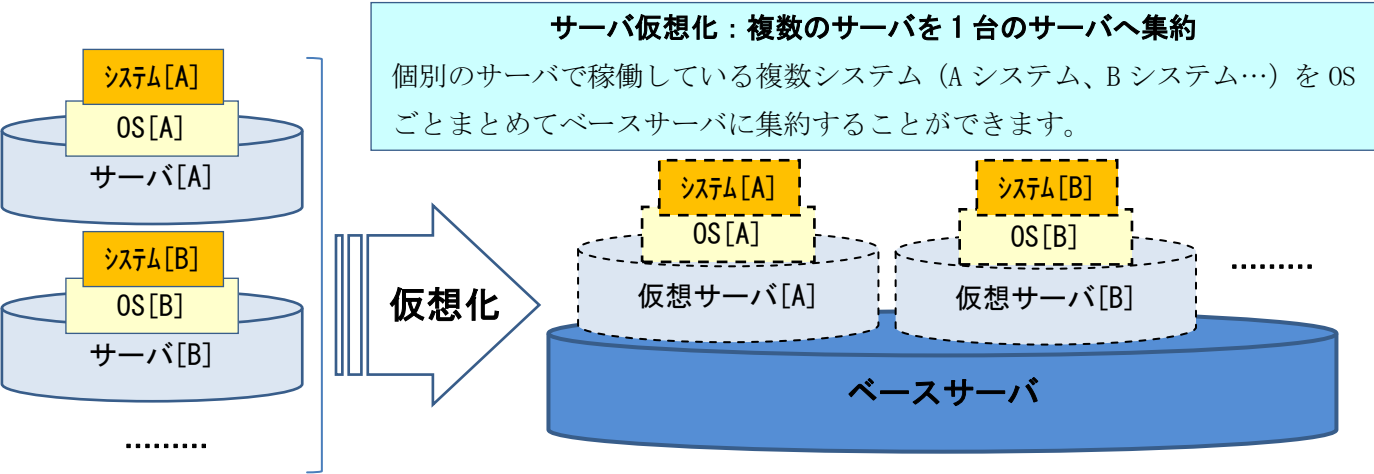 サーバ仮想化：複数のサーバを１台のサーバへ集約
個別のサーバで稼働している複数システム（A システム、B システム…）を OS
ごとまとめてベースサーバに集約することができます。
ｼｽﾃﾑ[A]
OS[A]
サーバ[A]
ｼｽﾃﾑ[B]
OS[B]
サーバ[B]
………
仮想化
ｼｽﾃﾑ[A]
OS[A]
仮想サーバ[A]
ｼｽﾃﾑ[B]
OS[B]
仮想サーバ[B]
………
ベースサーバ